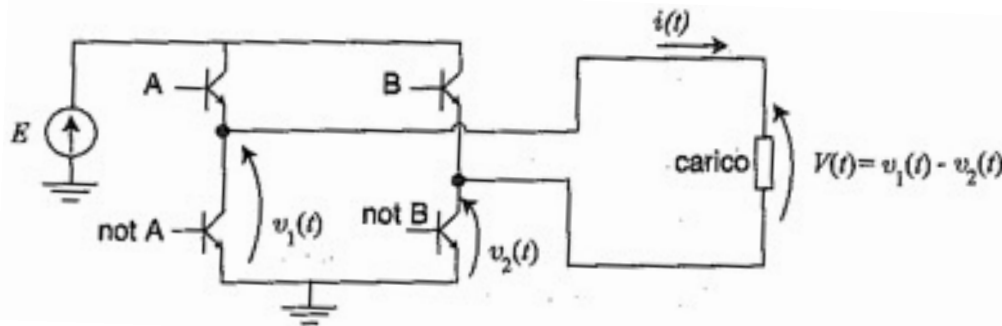 i(t)
A
B
E
carico
V(t)= v₁(t) - v₂(t)
not A
v₁(t)
not B
v₂(t)